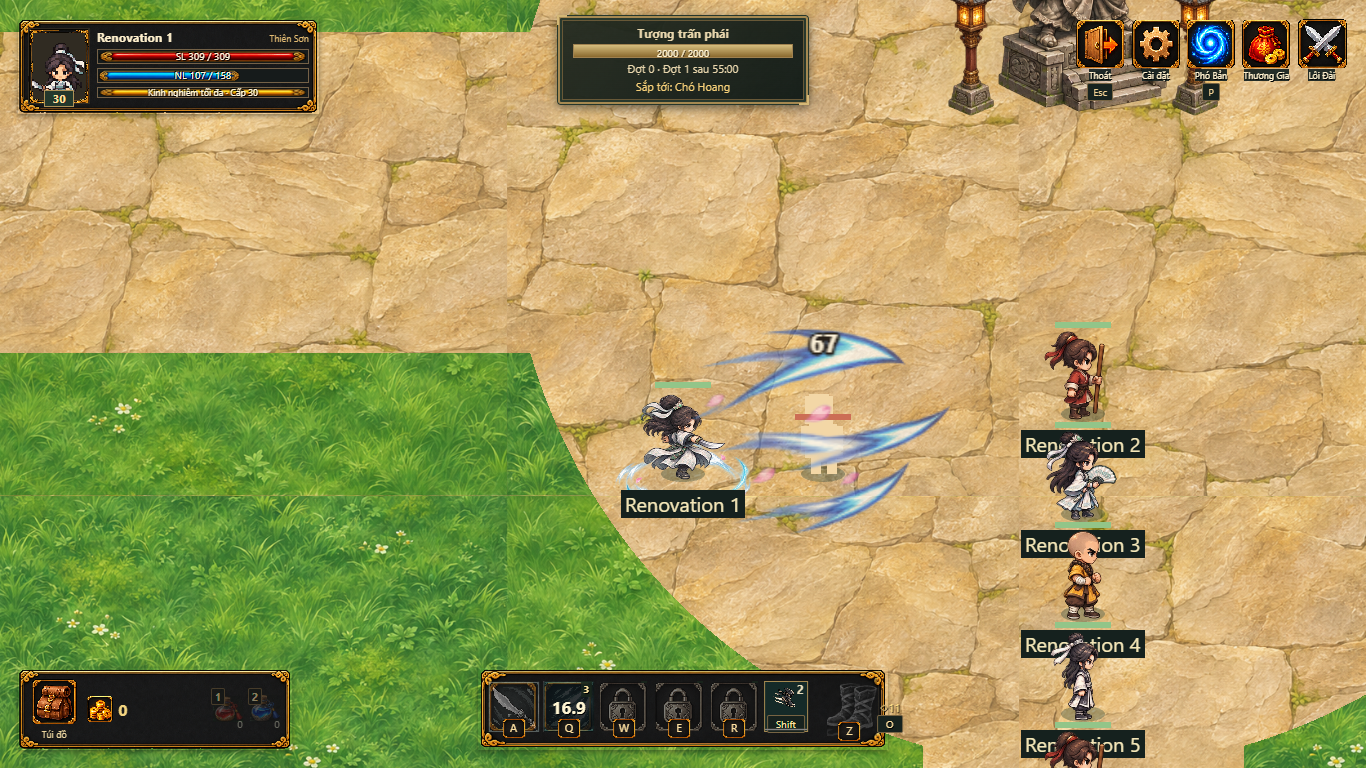 Renovation 1
Thiên Sơn
SL 309 / 309
NL 107 / 158
Kinh nghiệm tối đa - Cấp 30
30
Tượng trấn phái
2000 / 2000
Đợt 0 · Đợt 1 sau 55:00
Sắp tới: Chó Hoang
Thoát
Cài đặt
Phó Bản
Thương Gia
Lôi Đài
Esc
P
67
Renovation 1
Renovation 2
Renovation 3
Renovation 4
Renovation 5
Túi đồ
0
1
0
2
0
A
3
16.9
Q
W
E
R
2
Shift
Z
O